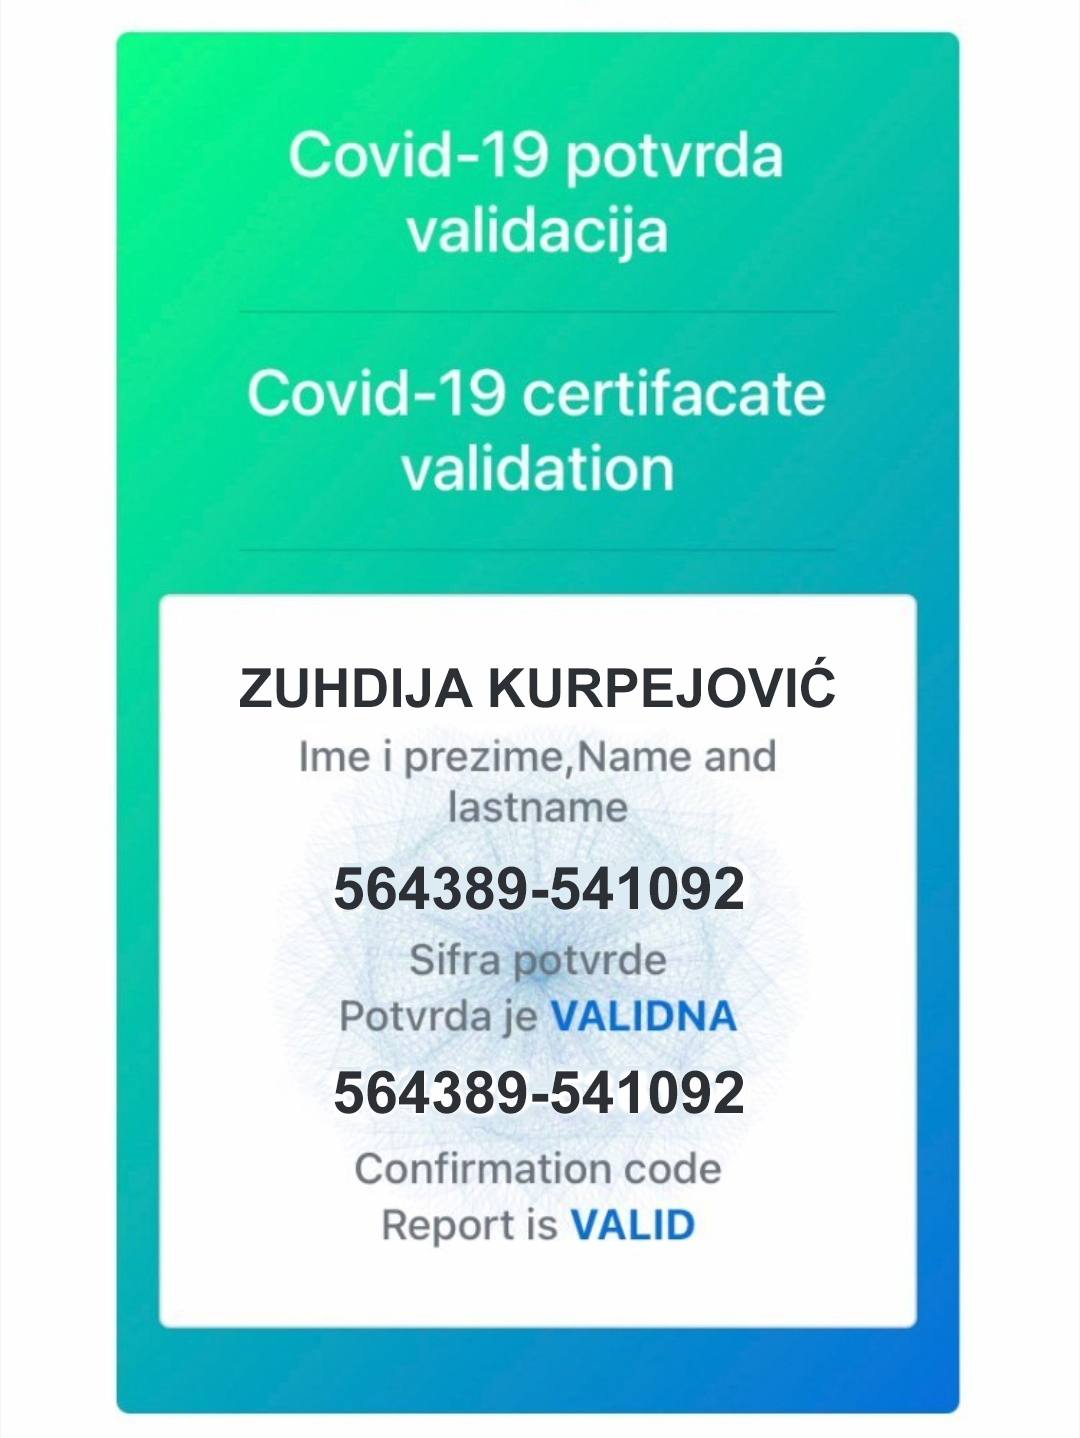 Covid-19 potvrda
validacija
Covid-19 certifacate
validation
ZUHDIJA KURPEJOVIĆ
Ime i prezime,Name and
lastname
564389-541092
Sifra potvrde
Potvrda je VALIDNA
564389-541092
Confirmation code
Report is VALID